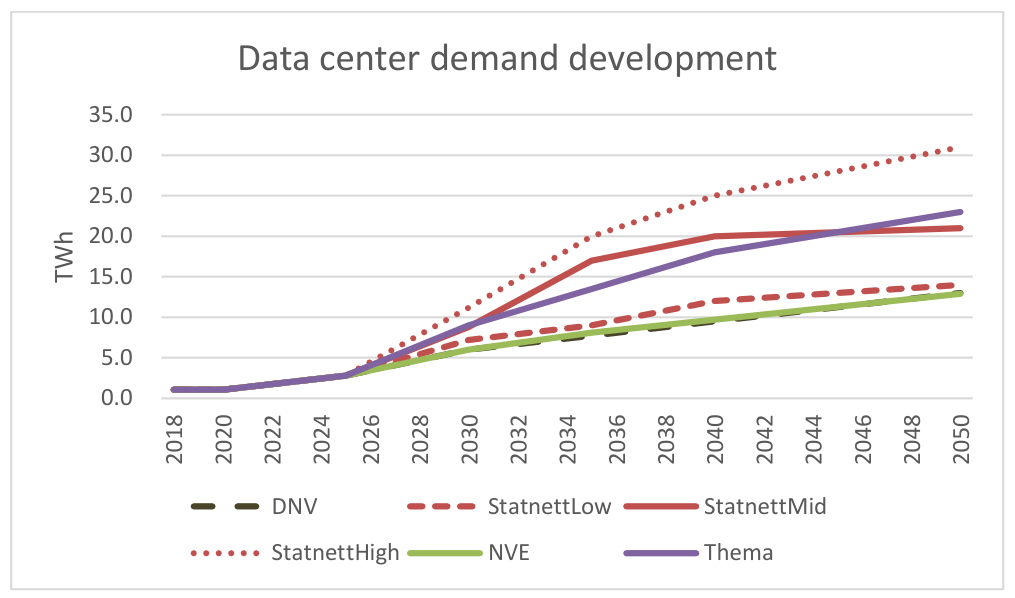 Data center demand development
35.0
30.0
25.0
20.0
15.0
10.0
5.0
0.0
TWh
2018 2020 2022 2024 2026 2028 2030 2032 2034 2036 2038 2040 2042 2044 2046 2048 2050
DNV StatnettLow StatnettMid
StatnettHigh NVE Thema